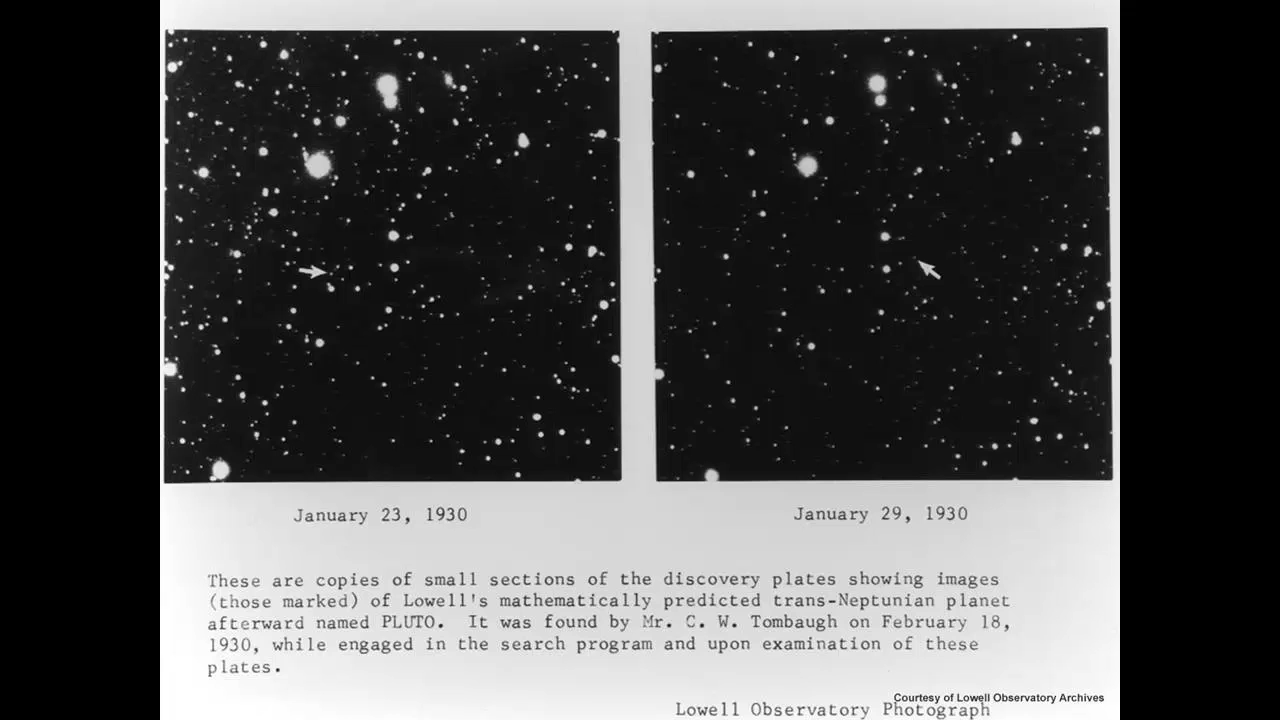 January 23, 1930
January 29, 1930
These are copies of small sections of the discovery plates showing images
(those marked) of Lowell's mathematically predicted trans-Neptunian planet
afterward named PLUTO.  It was found by Mr. C. W. Tombaugh on February 18,
1930, while engaged in the search program and upon examination of these
plates.
Courtesy of Lowell Observatory Archives
Lowell Observatory Photograph